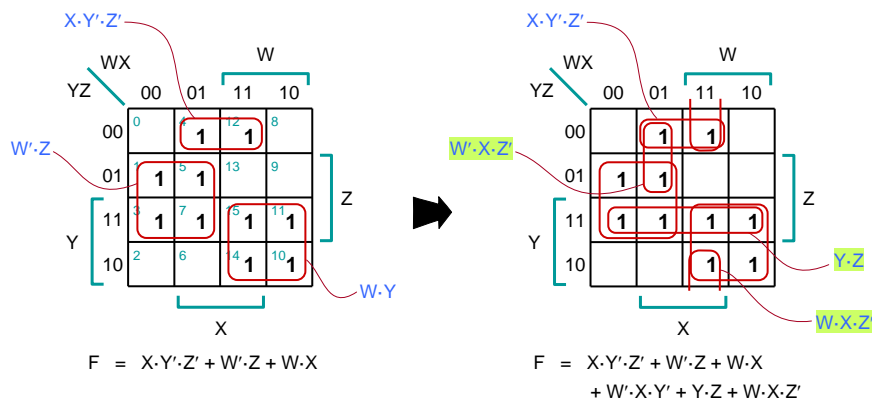 X·Y′·Z′
W
WX
YZ
00 01 11 10
0 4 12 8
00 1 1
W′·Z
1 5 13 9
01 1 1
Z
3 7 15 11
11 1 1 1 1
Y
2 6 14 10
10 1 1
W·Y
X
F = X·Y′·Z′ + W′·Z + W·X
X·Y′·Z′
W
WX
YZ
00 01 11 10
00 1 1
W′·X·Z′
01 1 1
Z
11 1 1 1 1
Y
Y·Z
10 1 1
W·X·Z′
X
F = X·Y′·Z′ + W′·Z + W·X
+ W′·X·Y′ + Y·Z + W·X·Z′